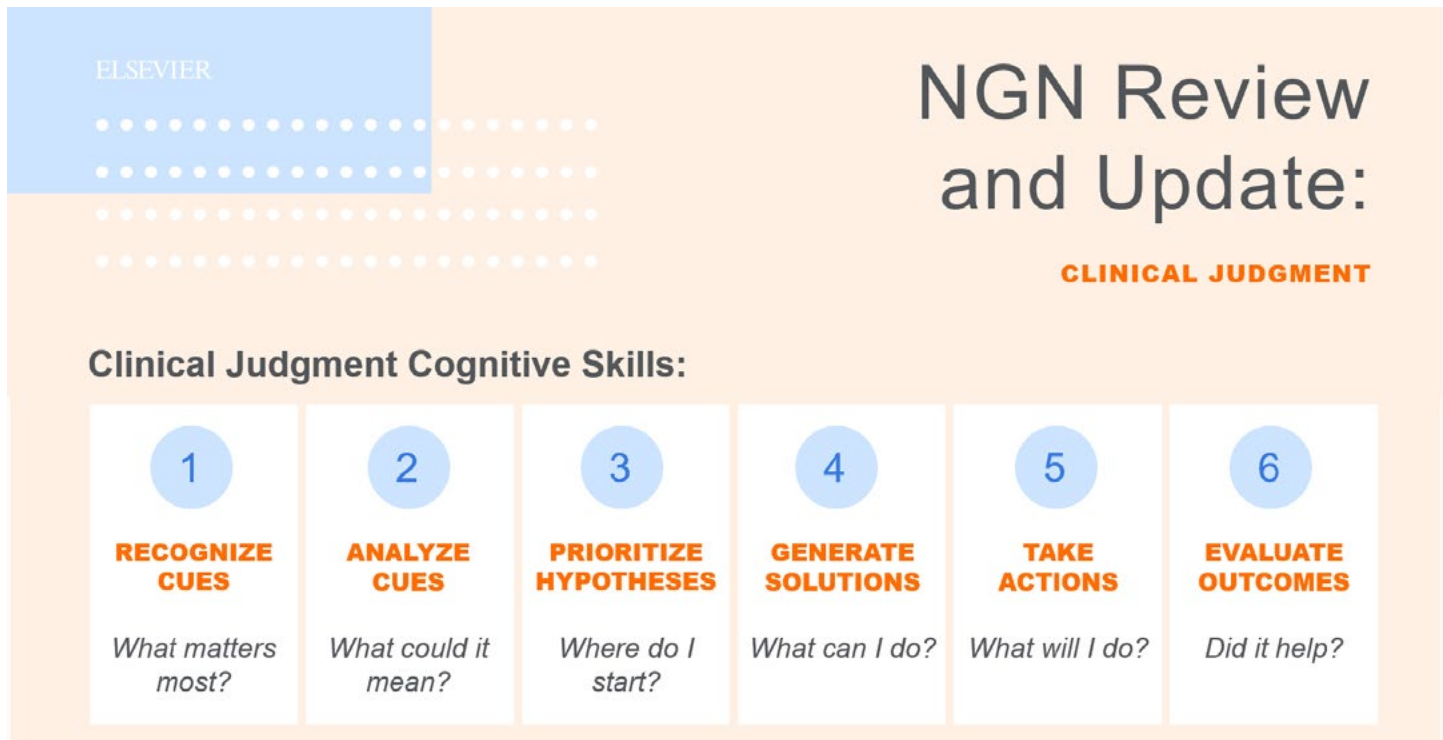 ELSEVIER
NGN Review
and Update:
CLINICAL JUDGMENT
Clinical Judgment Cognitive Skills:
1
RECOGNIZE
CUES
What matters
most?
2
ANALYZE
CUES
What could it
mean?
3
PRIORITIZE
HYPOTHESES
Where do I
start?
4
GENERATE
SOLUTIONS
What can I do?
5
TAKE
ACTIONS
What will I do?
6
EVALUATE
OUTCOMES
Did it help?